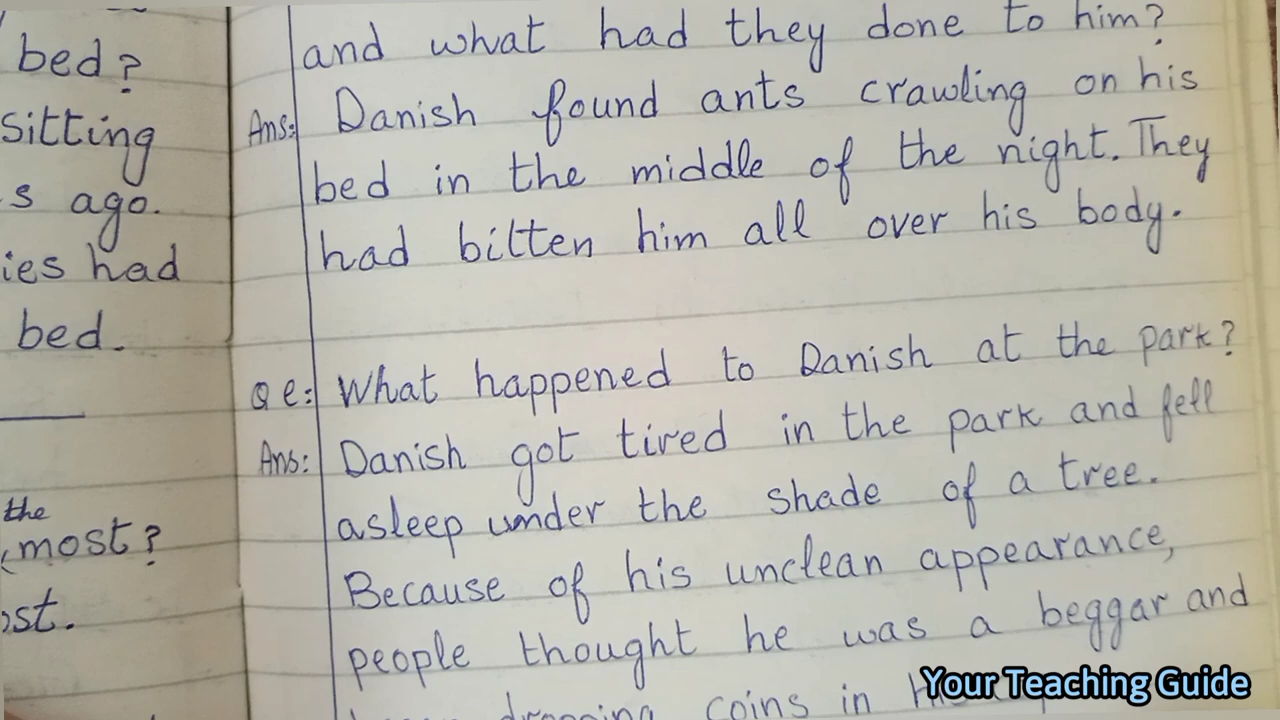 bed?
sitting
s ago.
ies had
bed.
the
most?
ost.
and what had they done to him?
Ans: Danish found ants crawling on his
bed in the middle of the night. They
had bitten him all over his body.
Q e: What happened to Danish at the park?
Ans: Danish got tired in the park and fell
asleep under the shade of a tree.
Because of his unclean appearance,
people thought he was a beggar and
coins in
Your Teaching Guide